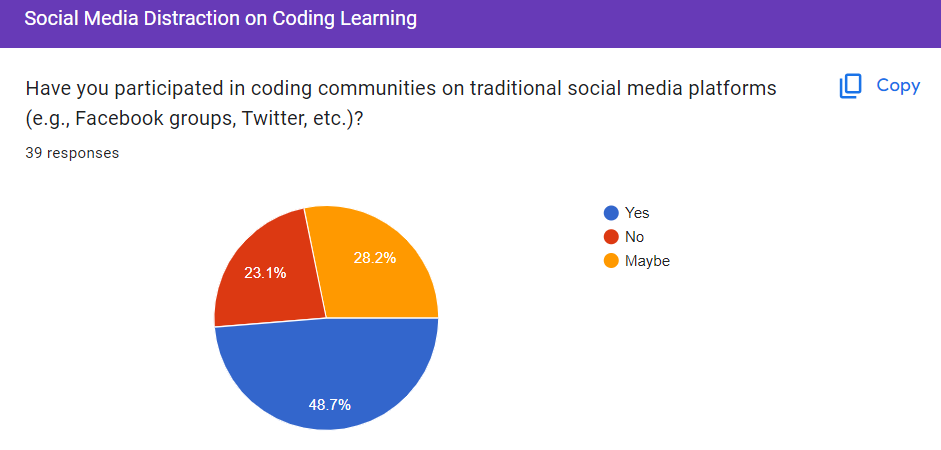 Social Media Distraction on Coding Learning
Have you participated in coding communities on traditional social media platforms
(e.g., Facebook groups, Twitter, etc.)?
Copy
39 responses
28.2%
23.1%
48.7%
Yes
No
Maybe